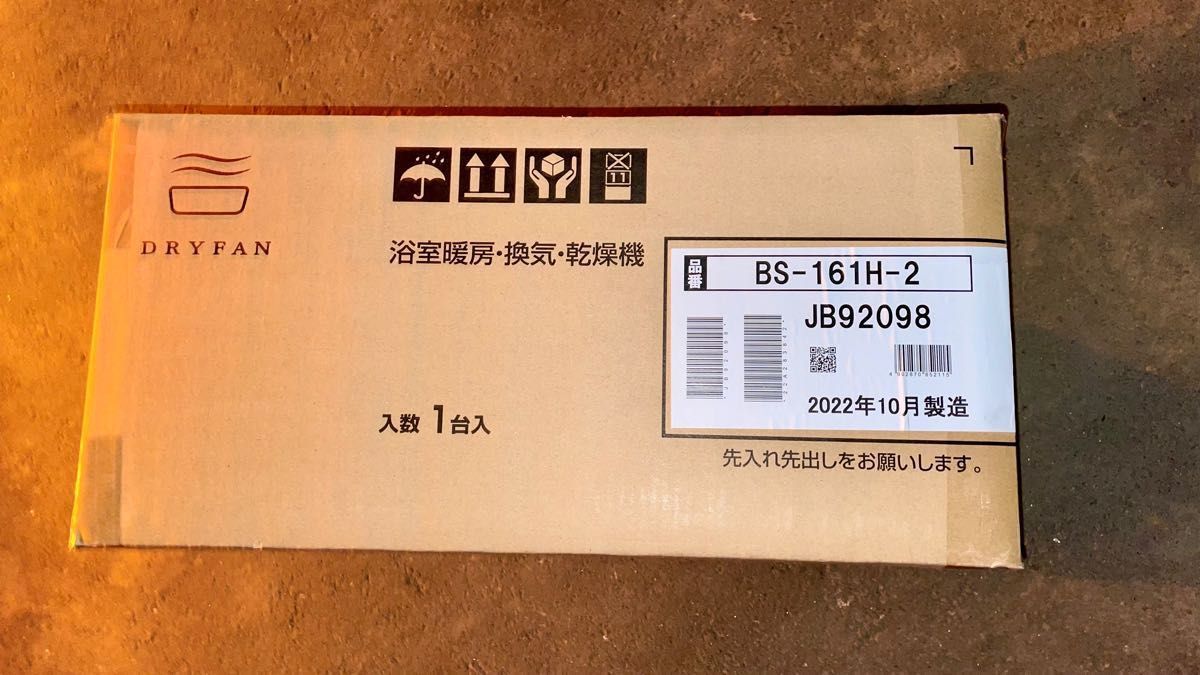 DRYFAN
11
浴室暖房・換気・乾燥機
品番 BS-161H-2
JB92098
2022年10月製造
入数 1台入
先入れ先出しをお願いします。